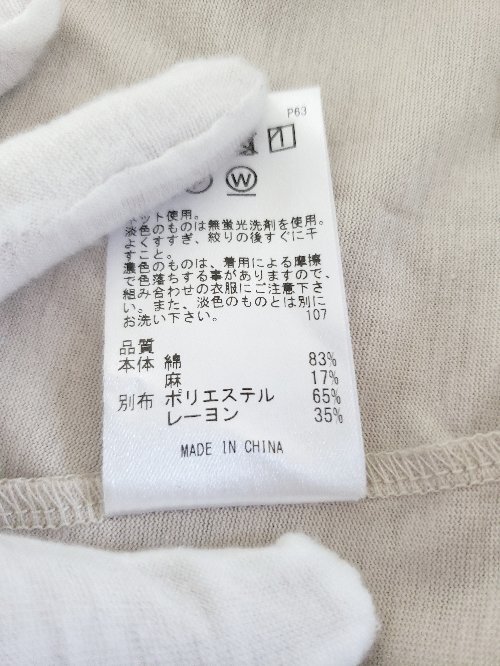 P63
W
ネット使用。
淡色のものは無蛍光洗剤を使用。
よくすすぎ、絞りの後すぐに干
すこと。
濃色のものは、着用による摩擦
で色落ちする事がありますので、
組み合わせの衣服にご注意下さ
い。また、淡色のものとは別に
お洗い下さい。 107
品質
本体 綿 83%
麻 17%
別布 ポリエステル 65%
レーヨン 35%
MADE IN CHINA